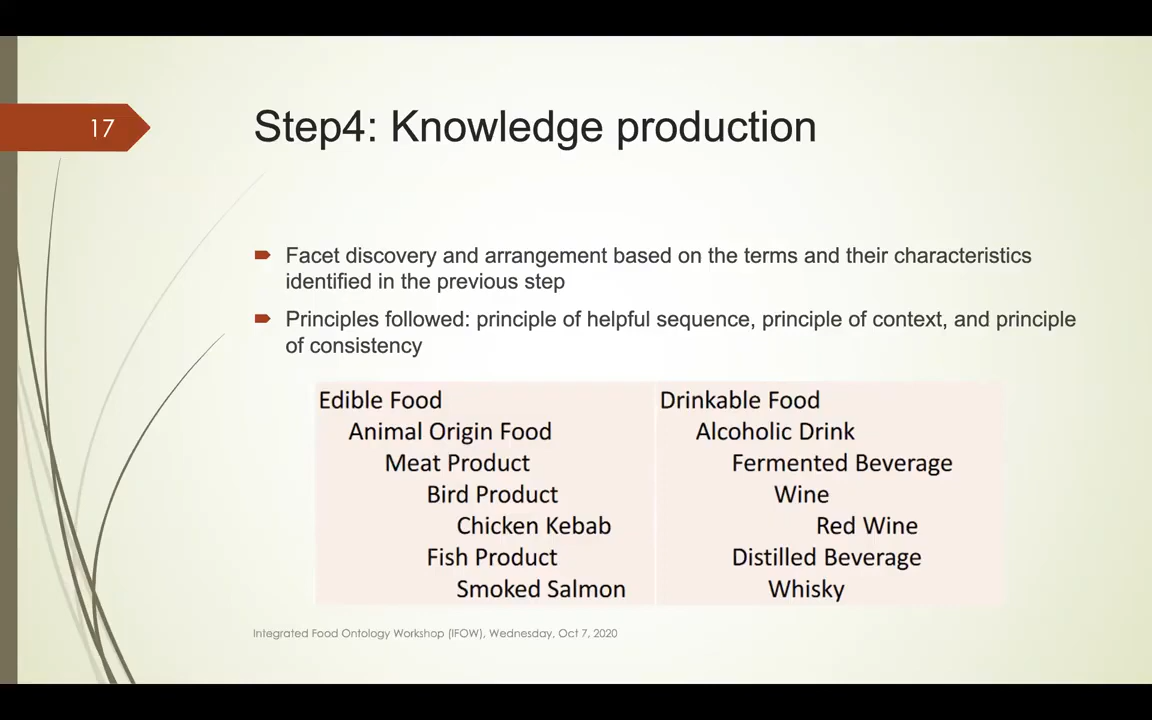 17
Step4: Knowledge production
Facet discovery and arrangement based on the terms and their characteristics
identified in the previous step
Principles followed: principle of helpful sequence, principle of context, and principle
of consistency
Edible Food
Animal Origin Food
Meat Product
Bird Product
Chicken Kebab
Fish Product
Smoked Salmon
Drinkable Food
Alcoholic Drink
Fermented Beverage
Wine
Red Wine
Distilled Beverage
Whisky
Integrated Food Ontology Workshop (IFOW), Wednesday, Oct 7, 2020